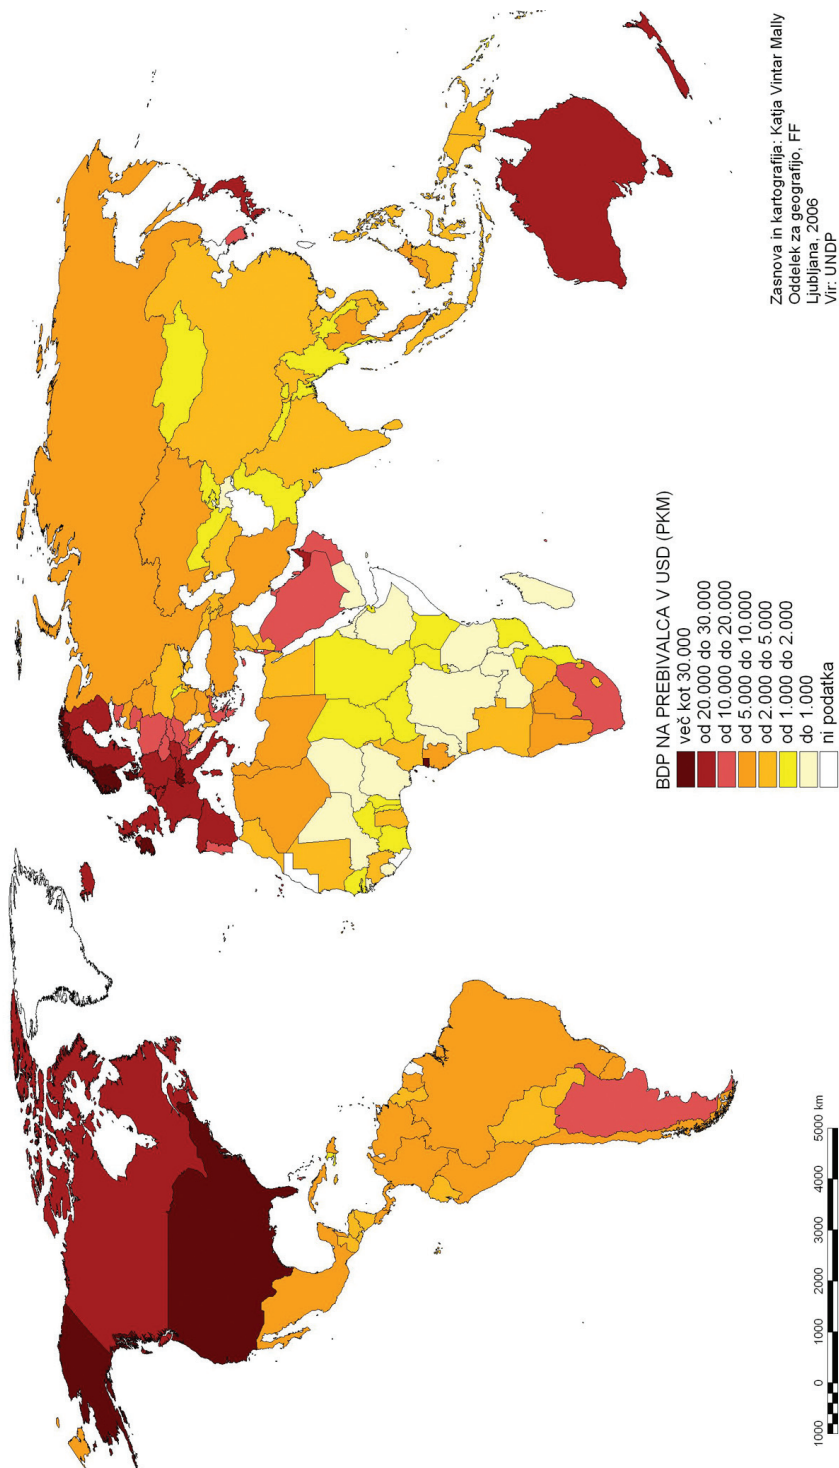 BDP NA PREBIVALCA V USD (PKM)
več kot 30.000
od 20.000 do 30.000
od 10.000 do 20.000
od 5.000 do 10.000
od 2.000 do 5.000
od 1.000 do 2.000
do 1.000
ni podatka
Zasnova in kartografija: Katja Vintar Mally
Oddelek za geografijo, FF
Ljubljana, 2006
Vir: UNDP
1000 0 1000 2000 3000 4000 5000 km